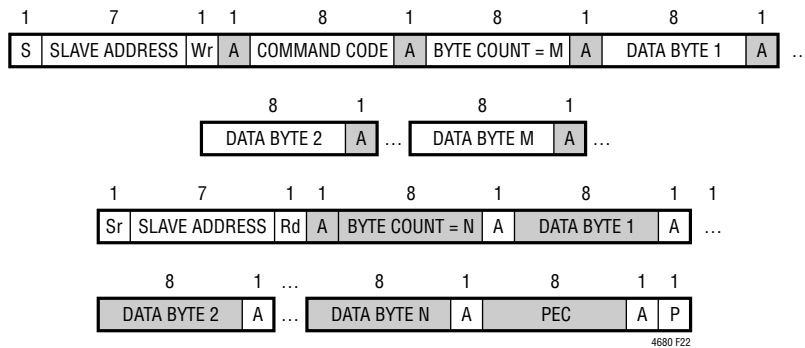 1 7 1 1 8 1 8 1 8 1
S SLAVE ADDRESS Wr A COMMAND CODE A BYTE COUNT = M A DATA BYTE 1 A …
8 1 8 1
DATA BYTE 2 A … DATA BYTE M A …
1 7 1 1 8 1 8 1 1
Sr SLAVE ADDRESS Rd A BYTE COUNT = N A DATA BYTE 1 A …
8 1 … 8 1 8 1 1
DATA BYTE 2 A … DATA BYTE N A PEC A P
4680 F22